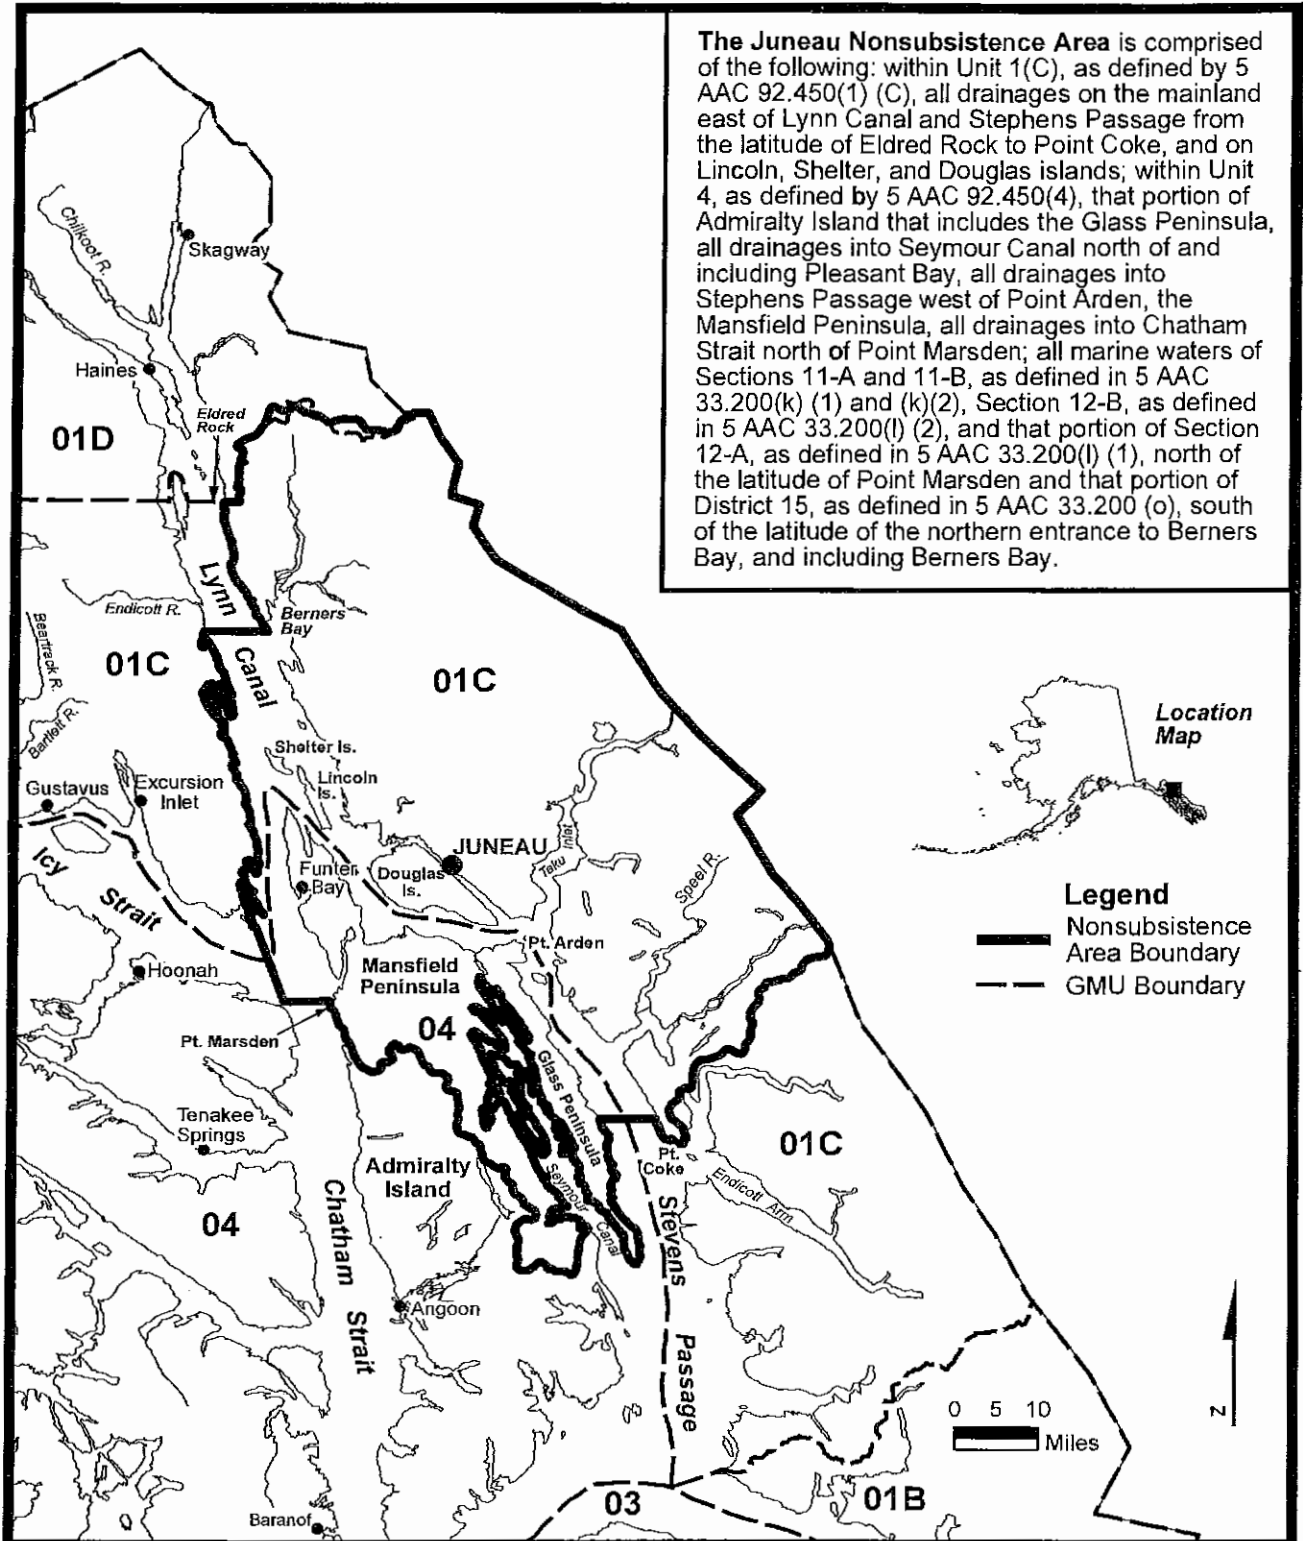 The Juneau Nonsubsistence Area is comprised
of the following: within Unit 1(C), as defined by 5
AAC 92.450(1) (C), all drainages on the mainland
east of Lynn Canal and Stephens Passage from
the latitude of Eldred Rock to Point Coke, and on
Lincoln, Shelter, and Douglas islands; within Unit
4, as defined by 5 AAC 92.450(4), that portion of
Admiralty Island that includes the Glass Peninsula,
all drainages into Seymour Canal north of and
including Pleasant Bay, all drainages into
Stephens Passage west of Point Arden, the
Mansfield Peninsula, all drainages into Chatham
Strait north of Point Marsden; all marine waters of
Sections 11-A and 11-B, as defined in 5 AAC
33.200(k) (1) and (k)(2), Section 12-B, as defined
in 5 AAC 33.200(l) (2), and that portion of Section
12-A, as defined in 5 AAC 33.200(l) (1), north of
the latitude of Point Marsden and that portion of
District 15, as defined in 5 AAC 33.200 (o), south
of the latitude of the northern entrance to Berners
Bay, and including Berners Bay.
Chilkoot R.
Skagway
Haines
Eldred
Rock
01D
Lynn
Canal
Endicott R.
Berners
Bay
Beartrack R.
01C
01C
Bartlett R.
Shelter Is.
Lincoln
Is.
Gustavus
Excursion
Inlet
Icy
Strait
JUNEAU
Funter
Bay
Douglas
Is.
Taku Inlet
Speel R.
Pt. Arden
Hoonah
Mansfield
Peninsula
04
Pt. Marsden
Glass Peninsula
Tenakee
Springs
Admiralty
Island
Seymour Canal
Pt.
Coke
01C
Endicott Arm
04
Chatham
Strait
Stevens
Passage
Angoon
Baranof
03
01B
Location
Map
Legend
Nonsubsistence
Area Boundary
GMU Boundary
0 5 10
Miles
N